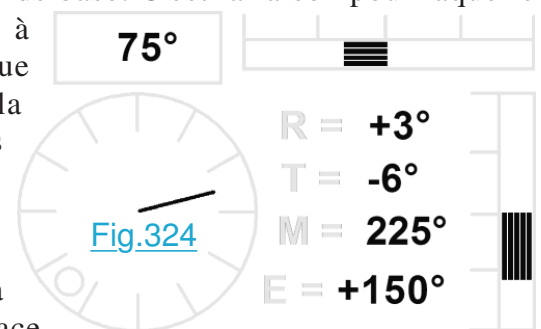 à
75°
ue
la
R = +3°
T = -6°
Fig.324
M = 225°
E = +150°